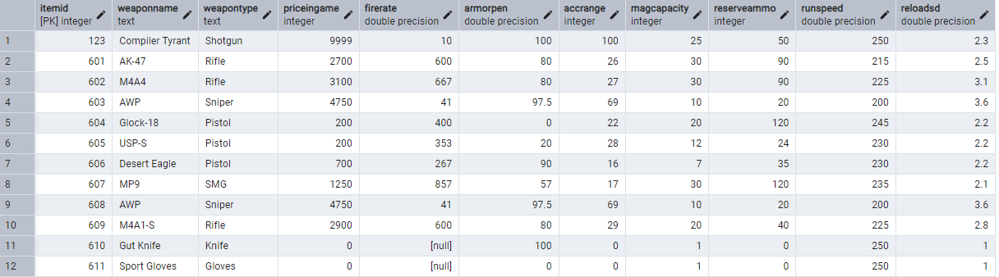 itemid weaponname weapontype priceingame firerate armorpen accrange magcapacity reserveammo runspeed reloadsd
[PK] integer text text integer double precision double precision integer integer integer double precision double precision
1 123 Compiler Tyrant Shotgun 9999 10 100 100 25 50 250 2.3
2 601 AK-47 Rifle 2700 600 80 26 30 90 215 2.5
3 602 M4A4 Rifle 3100 667 80 27 30 90 225 3.1
4 603 AWP Sniper 4750 41 97.5 69 10 20 200 3.6
5 604 Glock-18 Pistol 200 400 0 22 20 120 245 2.2
6 605 USP-S Pistol 200 353 20 28 12 24 230 2.2
7 606 Desert Eagle Pistol 700 267 90 16 7 35 230 2.2
8 607 MP9 SMG 1250 857 57 17 30 120 235 2.1
9 608 AWP Sniper 4750 41 97.5 69 10 20 200 3.6
10 609 M4A1-S Rifle 2900 600 80 29 20 40 225 2.8
11 610 Gut Knife Knife 0 [null] 100 0 1 0 250 1
12 611 Sport Gloves Gloves 0 [null] 0 0 1 0 250 1